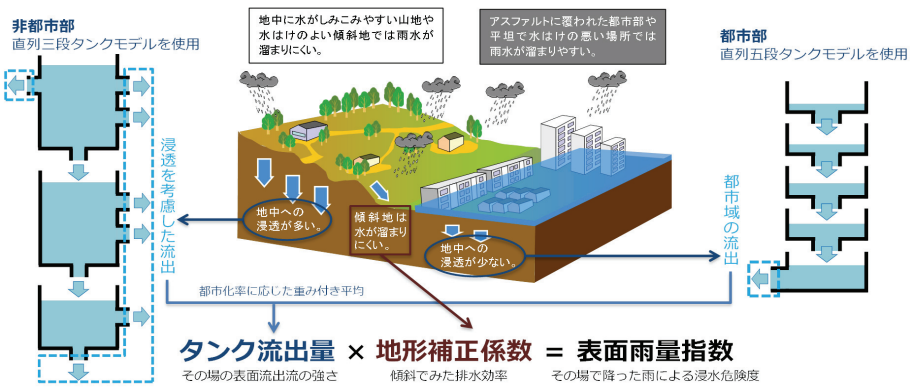 非都市部
直列三段タンクモデルを使用
地中に水がしみこみやすい山地や
水はけのよい傾斜地では雨水が
溜まりにくい。
アスファルトに覆われた都市部や
平坦で水はけの悪い場所では
雨水が溜まりやすい。
都市部
直列五段タンクモデルを使用
浸透を考慮した流出
地中への
浸透が多い。
傾斜地は
水が溜まり
にくい。
地中への
浸透が少ない。
都市域の流出
都市化率に応じた重み付き平均
タンク流出量 × 地形補正係数 = 表面雨量指数
その場の表面流出流の強さ
傾斜でみた排水効率
その場で降った雨による浸水危険度